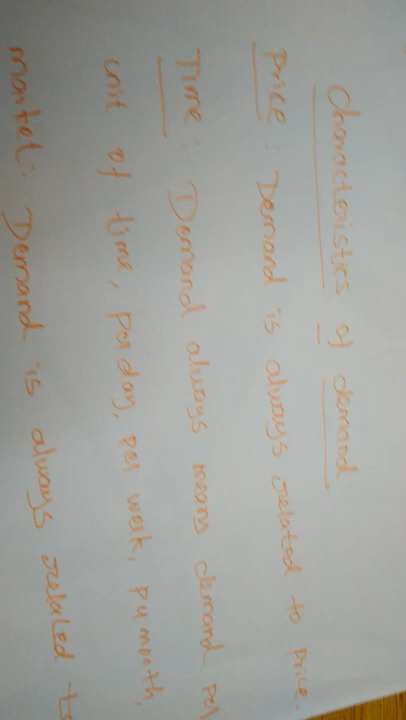 Characteristics of demand
Price : Demand is always related to price.
Time : Demand always means demand per
unit of time, per day, per week, per month,
Market : Demand is always related to